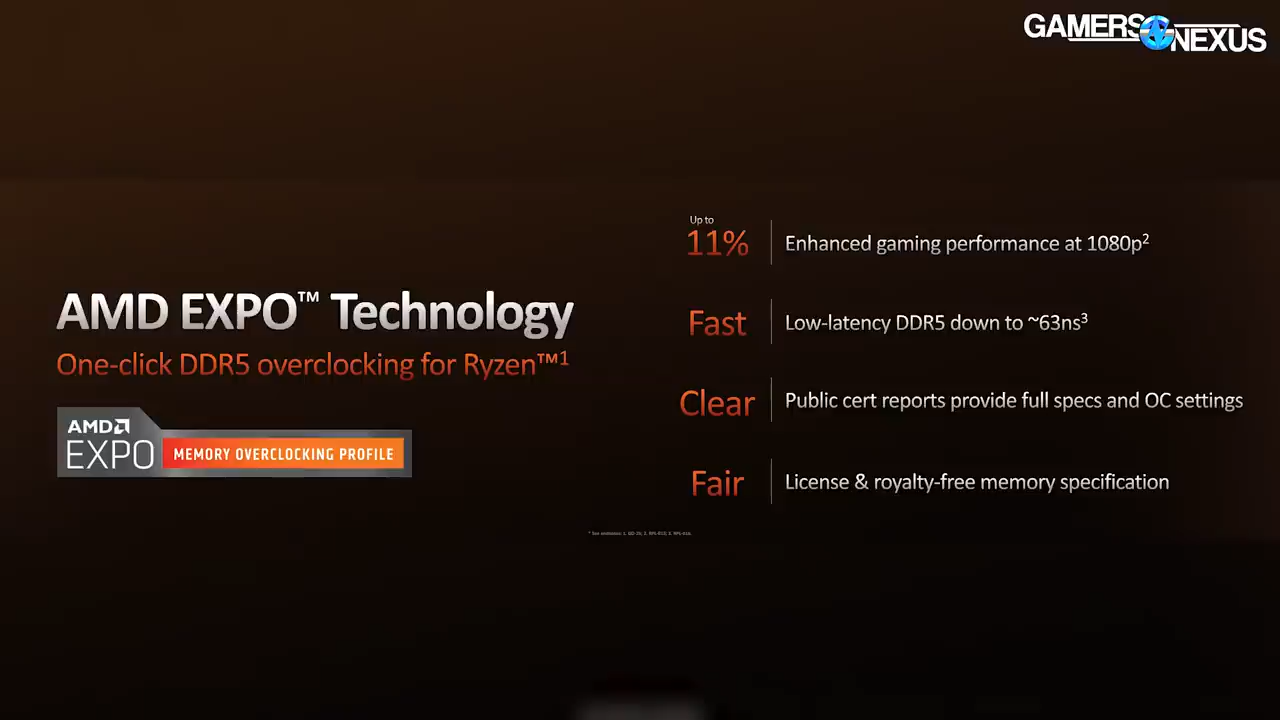 GAMERS NEXUS
AMD EXPO™ Technology
One-click DDR5 overclocking for Ryzen™¹
AMD
EXPO
MEMORY OVERCLOCKING PROFILE
Up to
11%
Enhanced gaming performance at 1080p²
Fast
Low-latency DDR5 down to ~63ns³
Clear
Public cert reports provide full specs and OC settings
Fair
License & royalty-free memory specification